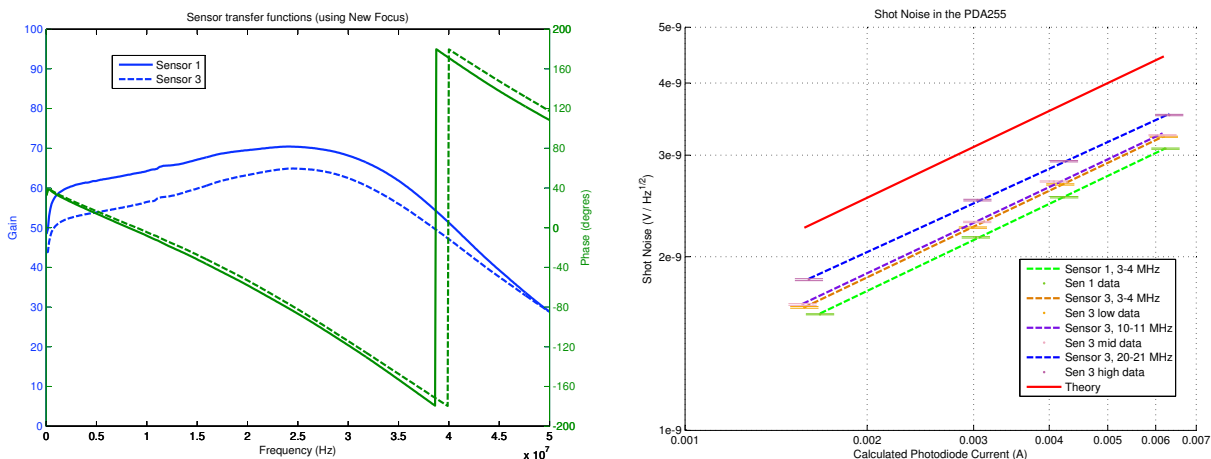 Sensor transfer functions (using New Focus)
100
90
80
70
60
50
40
30
20
10
0
Gain
Sensor 1
Sensor 3
200
160
120
80
40
0
-40
-80
-120
-160
-200
Phase (degres)
0 0.5 1 1.5 2 2.5 3 3.5 4 4.5 5
x 10⁷
Frequency (Hz)
Shot Noise in the PDA255
5e-9
4e-9
3e-9
2e-9
1e-9
Shot Noise (V / Hz^1/2)
Sensor 1, 3-4 MHz
Sen 1 data
Sensor 3, 3-4 MHz
Sen 3 low data
Sensor 3, 10-11 MHz
Sen 3 mid data
Sensor 3, 20-21 MHz
Sen 3 high data
Theory
0.001 0.002 0.003 0.004 0.005 0.006 0.007
Calculated Photodiode Current (A)